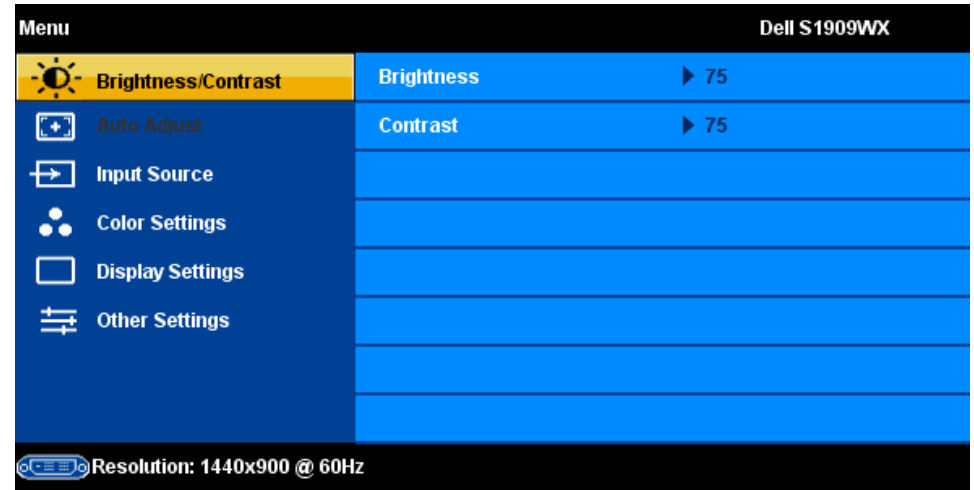 Menu Dell S1909WX
Brightness/Contrast Brightness 75
Auto Adjust Contrast 75
Input Source
Color Settings
Display Settings
Other Settings
Resolution: 1440x900 @ 60Hz